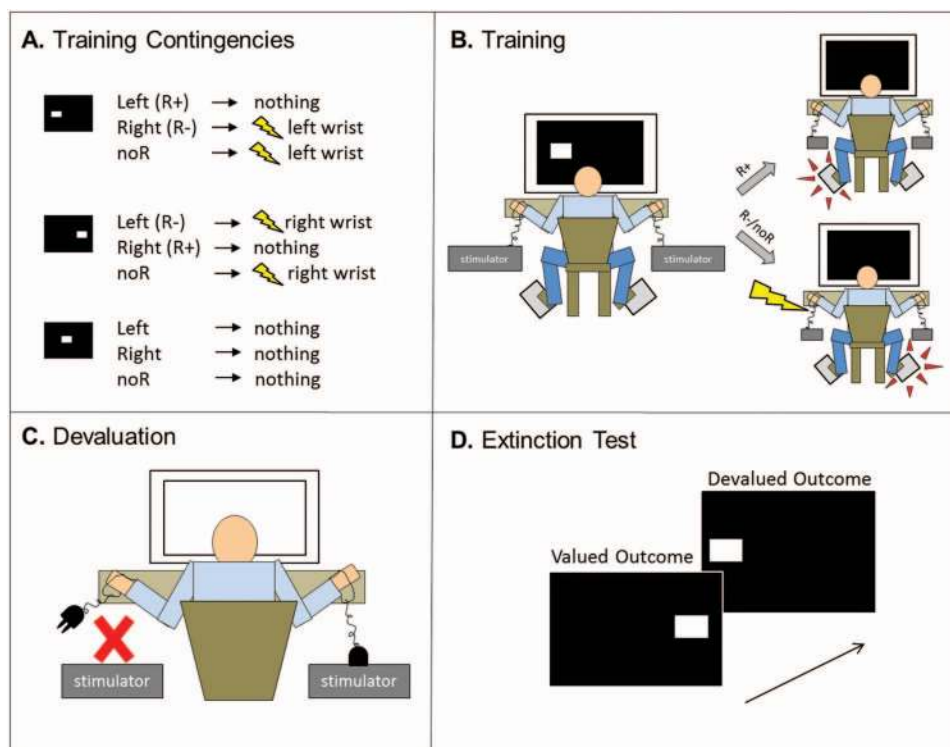 A. Training Contingencies
Left (R+) → nothing
Right (R-) → left wrist
noR → left wrist
Left (R-) → right wrist
Right (R+) → nothing
noR → right wrist
Left → nothing
Right → nothing
noR → nothing
B. Training
stimulator
stimulator
R+
R-/noR
C. Devaluation
stimulator
stimulator
D. Extinction Test
Devalued Outcome
Valued Outcome